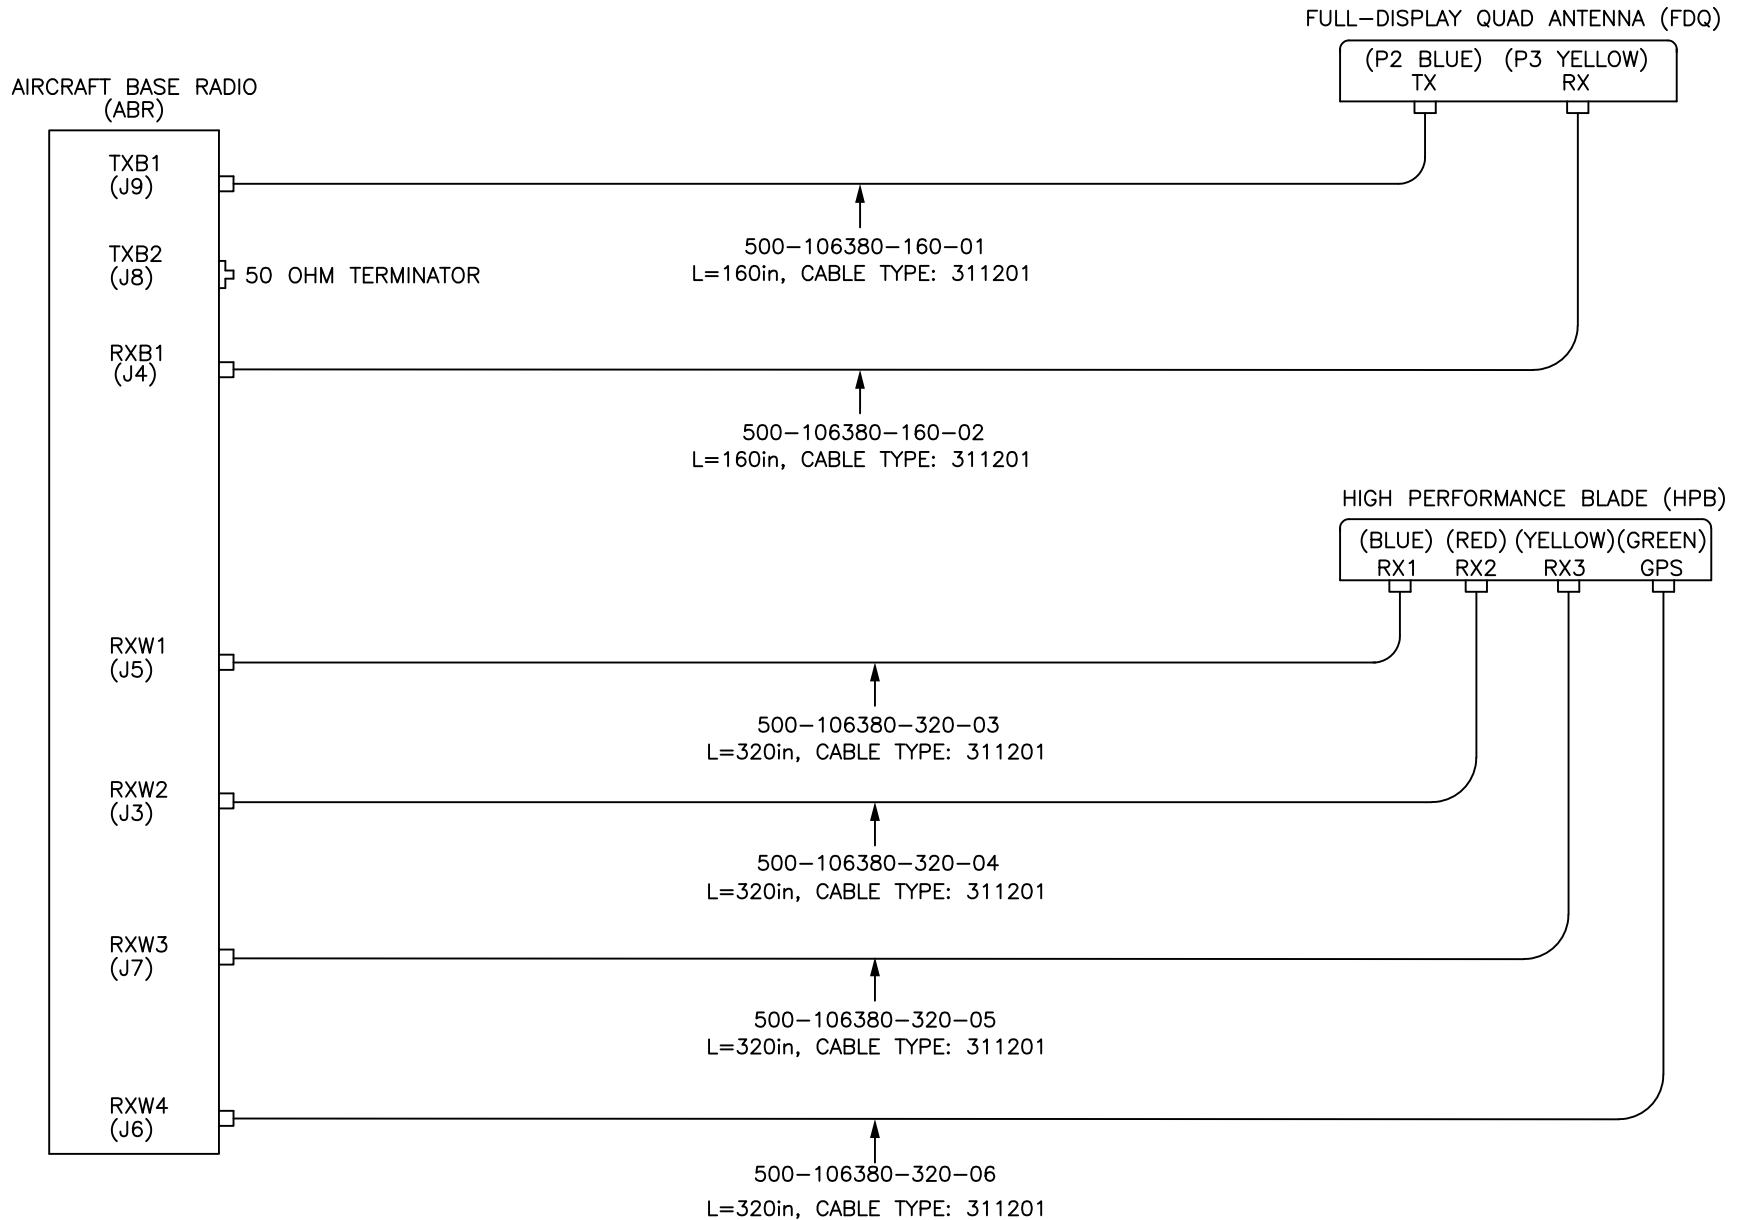 FULL-DISPLAY QUAD ANTENNA (FDQ)
(P2 BLUE) (P3 YELLOW)
TX RX
AIRCRAFT BASE RADIO
(ABR)
TXB1
(J9)
500-106380-160-01
L=160in, CABLE TYPE: 311201
TXB2
(J8)
50 OHM TERMINATOR
RXB1
(J4)
500-106380-160-02
L=160in, CABLE TYPE: 311201
HIGH PERFORMANCE BLADE (HPB)
(BLUE) (RED) (YELLOW) (GREEN)
RX1 RX2 RX3 GPS
RXW1
(J5)
500-106380-320-03
L=320in, CABLE TYPE: 311201
RXW2
(J3)
500-106380-320-04
L=320in, CABLE TYPE: 311201
RXW3
(J7)
500-106380-320-05
L=320in, CABLE TYPE: 311201
RXW4
(J6)
500-106380-320-06
L=320in, CABLE TYPE: 311201